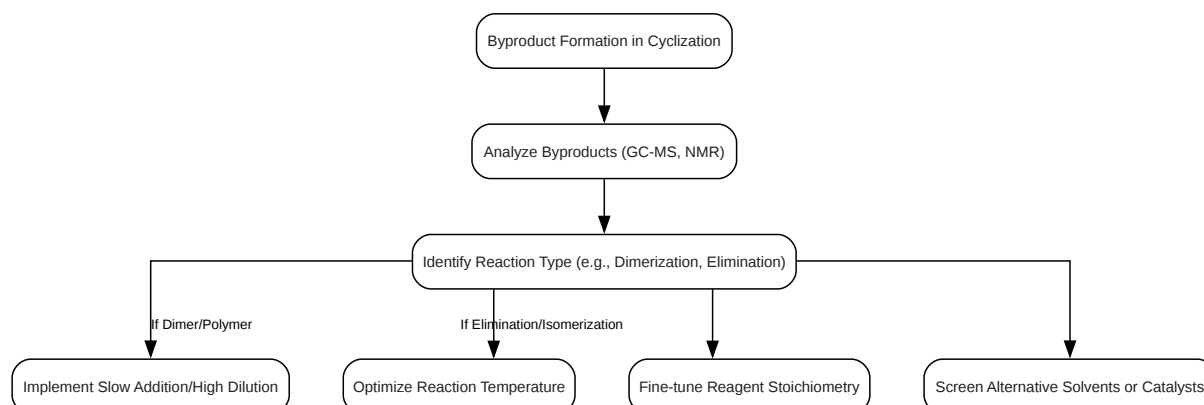 Byproduct Formation in Cyclization
Analyze Byproducts (GC-MS, NMR)
Identify Reaction Type (e.g., Dimerization, Elimination)
If Dimer/Polymer
If Elimination/Isomerization
Implement Slow Addition/High Dilution
Optimize Reaction Temperature
Fine-tune Reagent Stoichiometry
Screen Alternative Solvents or Catalysts